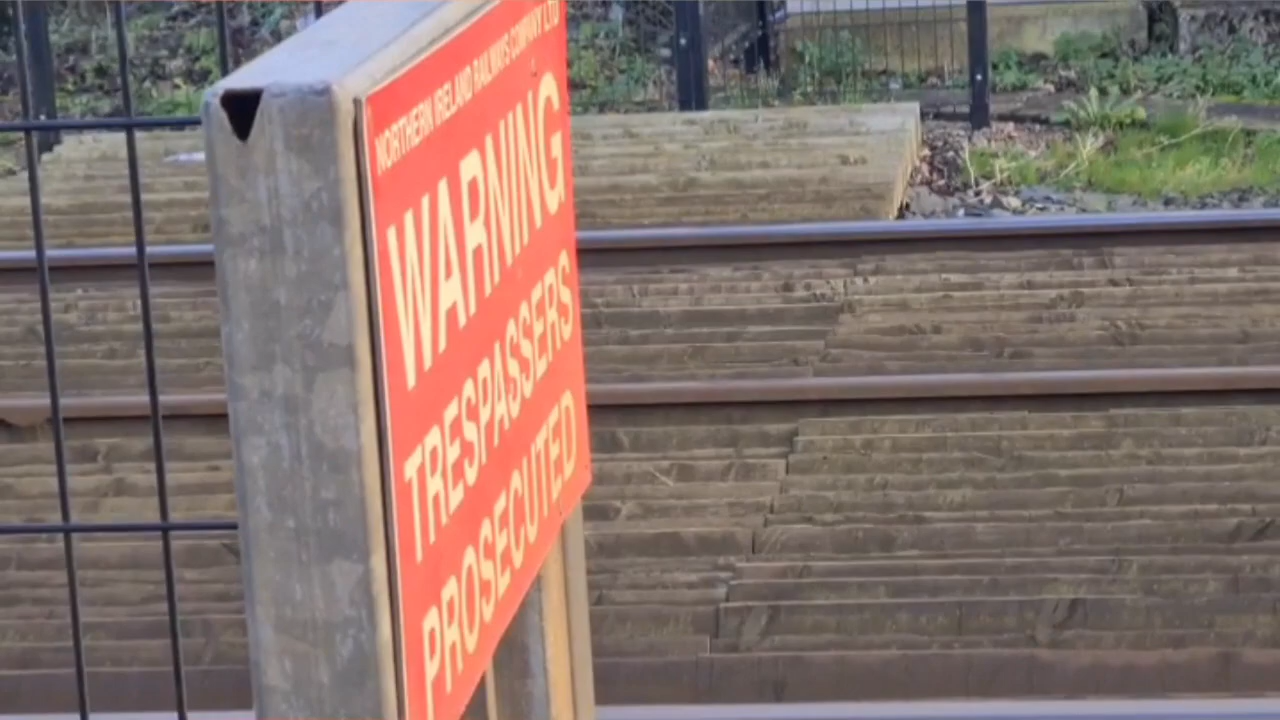 NORTHERN IRELAND RAILWAYS COMPANY LTD
WARNING
TRESPASSERS
PROSECUTED